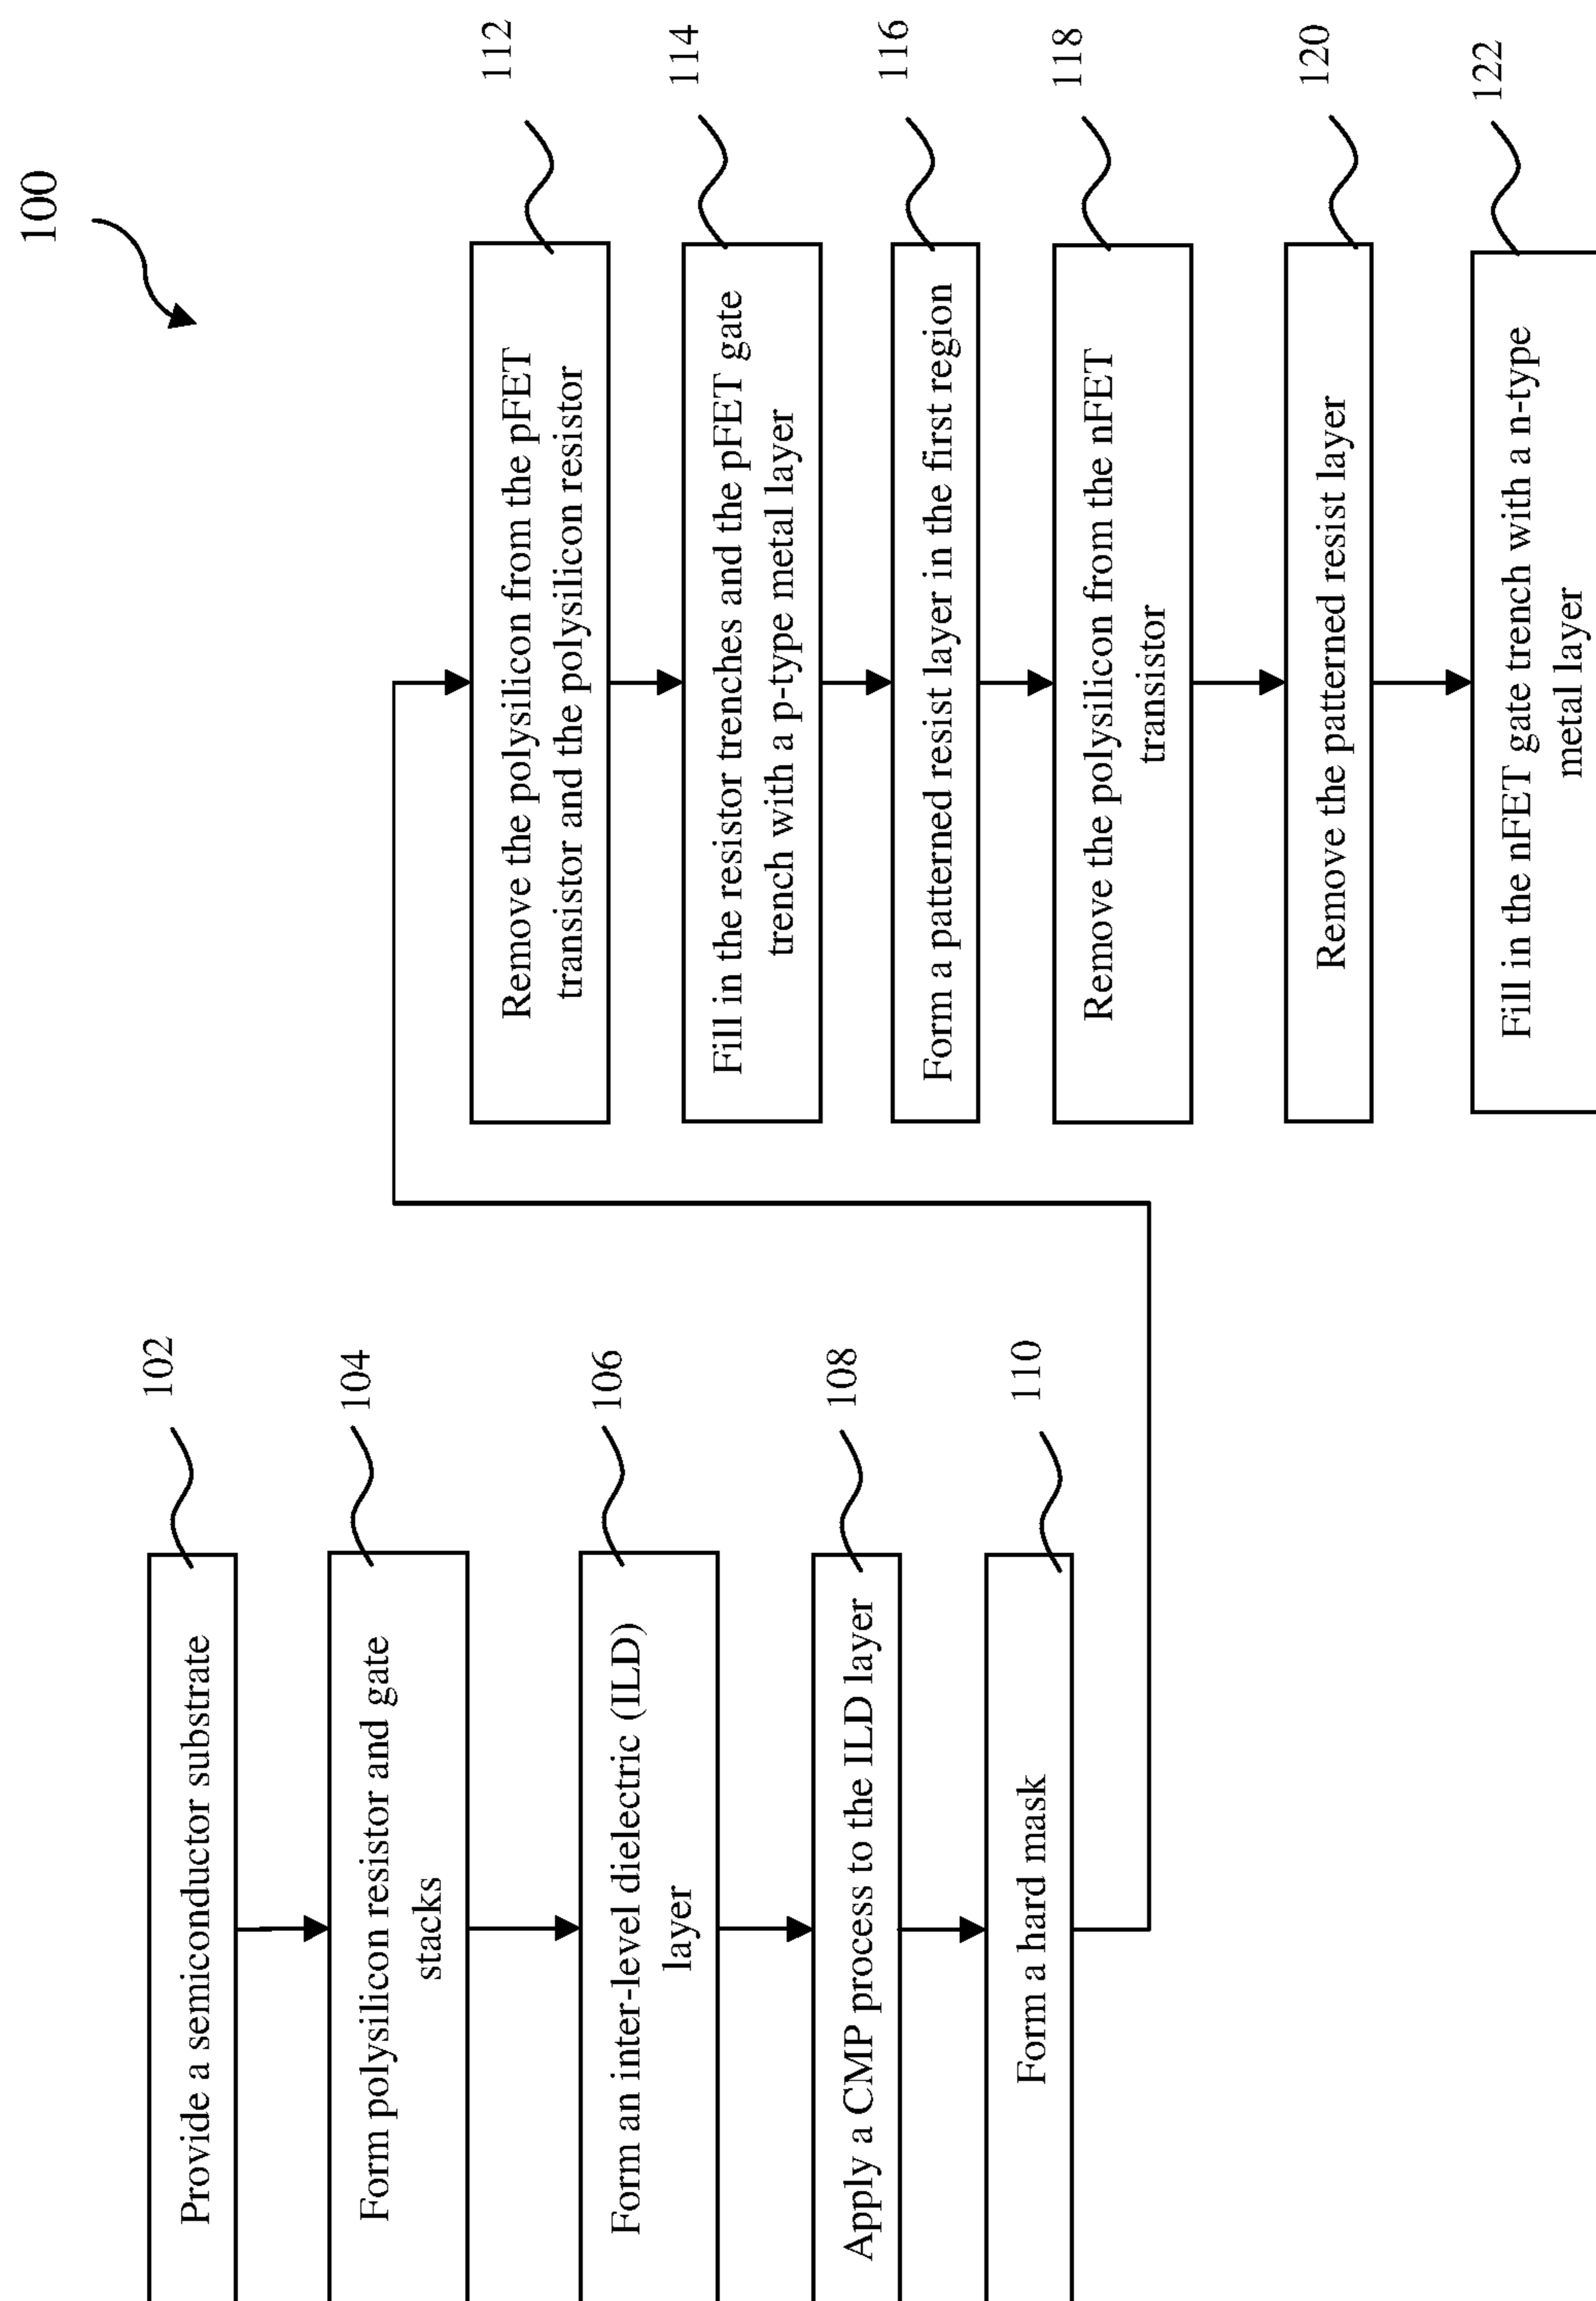 100
102
Provide a semiconductor substrate
104
Form polysilicon resistor and gate
stacks
106
Form an inter-level dielectric (ILD)
layer
108
Apply a CMP process to the ILD layer
110
Form a hard mask
112
Remove the polysilicon from the pFET
transistor and the polysilicon resistor
114
Fill in the resistor trenches and the pFET gate
trench with a p-type metal layer
116
Form a patterned resist layer in the first region
118
Remove the polysilicon from the nFET
transistor
120
Remove the patterned resist layer
122
Fill in the nFET gate trench with a n-type
metal layer